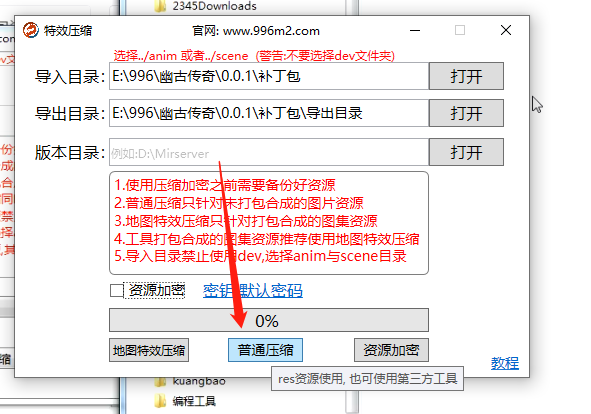 2345Downloads
特效压缩
官网: www.996m2.com
选择../anim 或者../scene (警告:不要选择dev文件夹)
导入目录: E:\996\幽古传奇\0.0.1\补丁包 打开
导出目录: E:\996\幽古传奇\0.0.1\补丁包\导出目录 打开
版本目录: 例如:D:\Mirserver 打开
1.使用压缩加密之前需要备份好资源
2.普通压缩只针对未打包合成的图片资源
3.地图特效压缩只针对打包合成的图集资源
4.工具打包合成的图集资源推荐使用地图特效压缩
5.导入目录禁止使用dev,选择anim与scene目录
资源加密 密钥:默认密码
0%
地图特效压缩 普通压缩 资源加密
教程
res资源使用, 也可使用第三方工具
kuangbao
编程工具